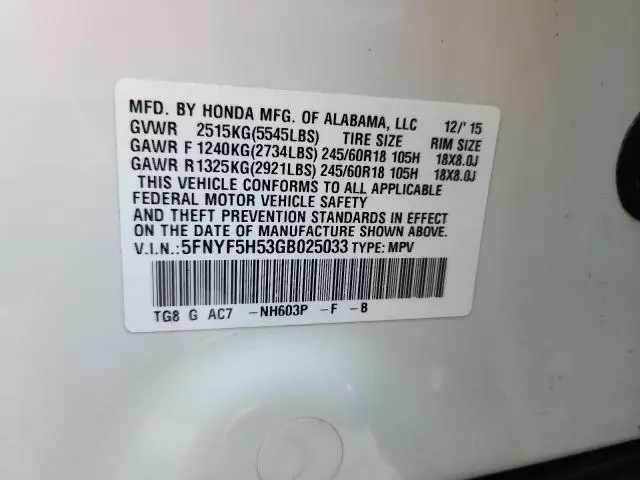 MFD. BY HONDA MFG. OF ALABAMA, LLC 12/'15
GVWR 2515KG(5545LBS) TIRE SIZE RIM SIZE
GAWR F 1240KG(2734LBS) 245/60R18 105H 18X8.0J
GAWR R1325KG(2921LBS) 245/60R18 105H 18X8.0J
THIS VEHICLE CONFORMS TO ALL APPLICABLE
FEDERAL MOTOR VEHICLE SAFETY
AND THEFT PREVENTION STANDARDS IN EFFECT
ON THE DATE OF MANUFACTURE SHOWN ABOVE.
V.I.N.:5FNYF5H53GB025033 TYPE: MPV
TG8 G AC7 -NH603P -F -B